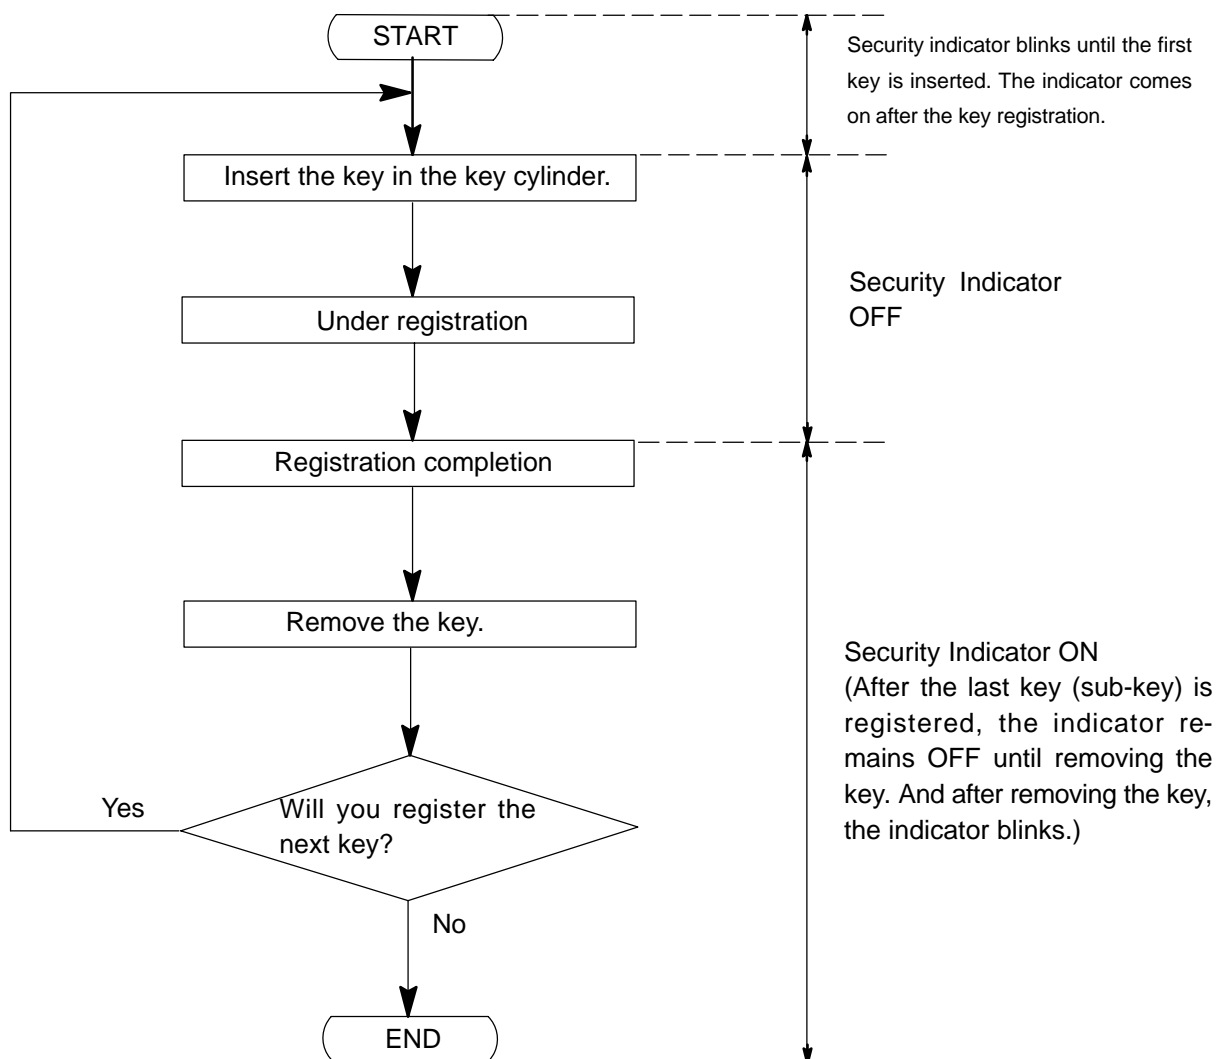 START
Security indicator blinks until the first
key is inserted. The indicator comes
on after the key registration.
Insert the key in the key cylinder.
Security Indicator
OFF
Under registration
Registration completion
Remove the key.
Security Indicator ON
(After the last key (sub-key) is
registered, the indicator re-
mains OFF until removing the
key. And after removing the key,
the indicator blinks.)
Yes
Will you register the
next key?
No
END